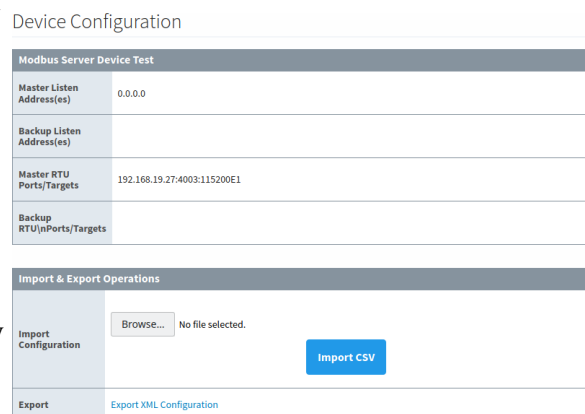 Device Configuration
Modbus Server Device Test
Master Listen
Address(es)
0.0.0.0
Backup Listen
Address(es)
Master RTU
Ports/Targets
192.168.19.27:4003:115200E1
Backup
RTU\nPorts/Targets
Import & Export Operations
Import
Configuration
Browse... No file selected.
Import CSV
Export
Export XML Configuration